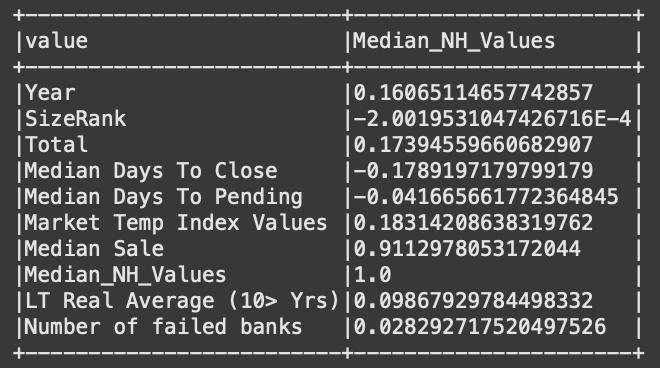 +-------------------------+----------------------+
|value                    |Median_NH_Values      |
+-------------------------+----------------------+
|Year                     |0.16065114657742857   |
|SizeRank                 |-2.0019531047426716E-4|
|Total                    |0.17394559660682907   |
|Median Days To Close     |-0.1789197179799179   |
|Median Days To Pending   |-0.041665661772364845 |
|Market Temp Index Values |0.18314208638319762   |
|Median Sale              |0.9112978053172044    |
|Median_NH_Values         |1.0                   |
|LT Real Average (10> Yrs)|0.09867929784498332   |
|Number of failed banks   |0.028292717520497526  |
+-------------------------+----------------------+